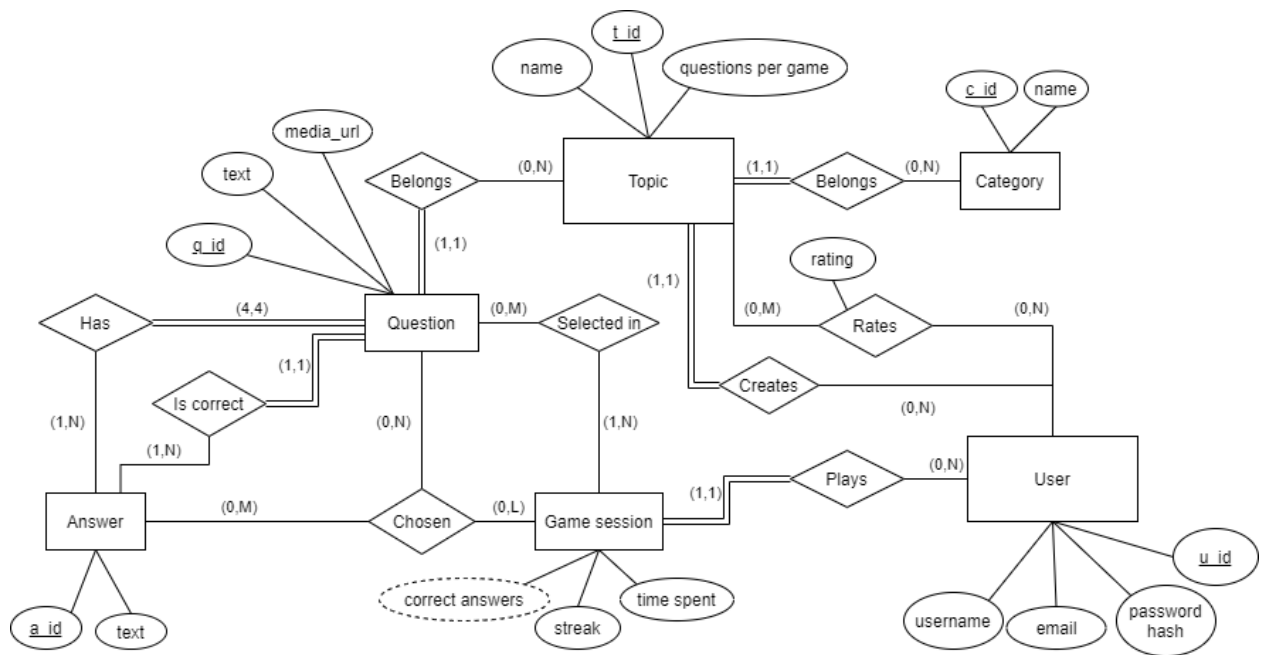 t_id
name
questions per game
c_id
name
media_url
text
Belongs
(0,N)
Topic
(1,1)
Belongs
(0,N)
Category
q_id
(1,1)
rating
(1,1)
Has
(4,4)
Question
(0,M)
Selected in
(0,M)
Rates
(0,N)
(1,1)
Is correct
Creates
(0,N)
(1,N)
(0,N)
(1,N)
(1,N)
(0,N)
Plays
User
(1,1)
Answer
(0,M)
Chosen
(0,L)
Game session
u_id
correct answers
time spent
a_id
text
streak
username
email
password
hash